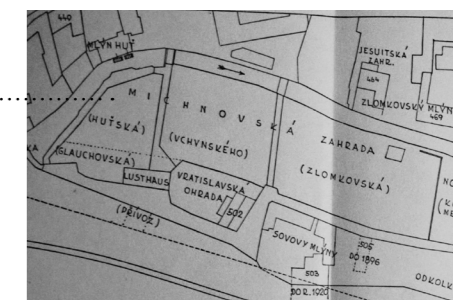 440
MLÝN HUŤ
JESUITSKÁ
ZAHR.
464
ZLOMKOVSKÝ MLÝN
459
MICHNOVSKÁ ZAHRADA
(HUŤSKÁ)
(VCHYNSKÉHO)
(ZLOMKOVSKÁ)
(GLAUCHOVSKÁ)
LUSTHAUS
VRATISLAVSKÁ
OHRADA
502
(PŘÍVOZ)
SOVOVY MLÝNY
505
DO 1896
503
DO R. 1920
ODKOLK